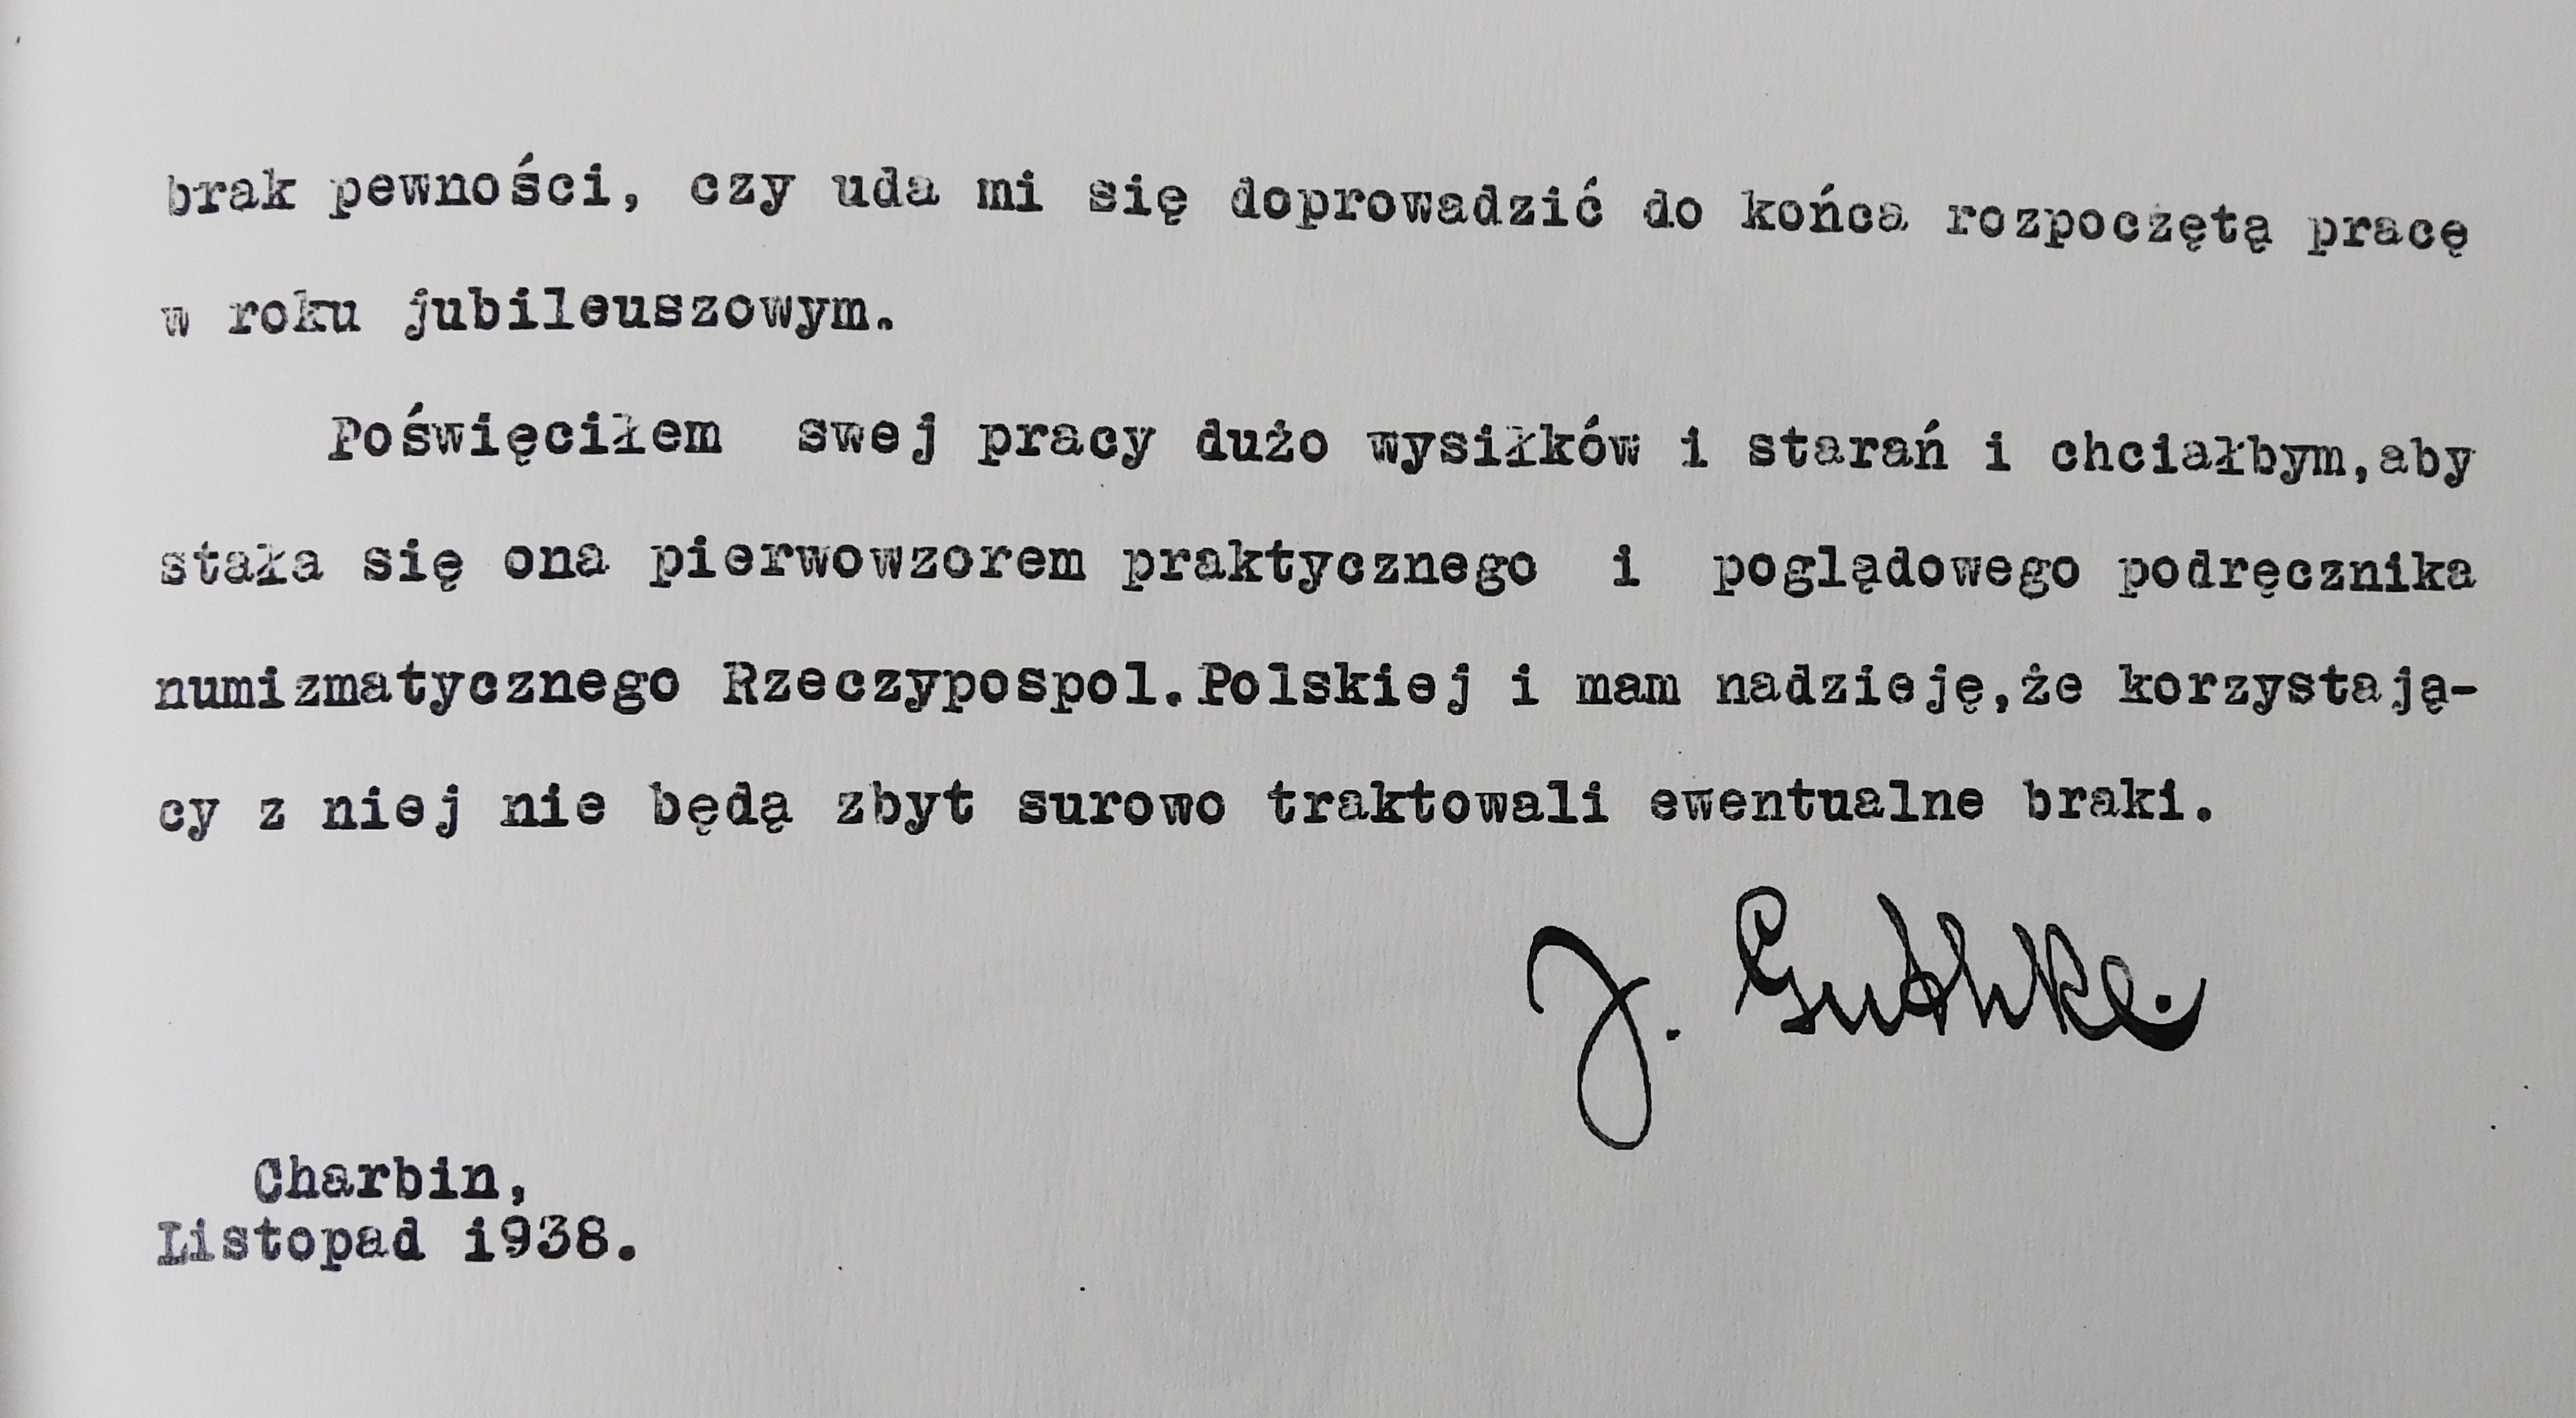 brak pewności, czy uda mi się doprowadzić do końca rozpoczętą pracę
w roku jubileuszowym.
Poświęciłem swej pracy dużo wysiłków i starań i chciałbym,aby
stała się ona pierwowzorem praktycznego i poglądowego podręcznika
numizmatycznego Rzeczypospol.Polskiej i mam nadzieję,że korzystają-
cy z niej nie będą zbyt surowo traktowali ewentualne braki.
J. Guthke.
Charbin,
Listopad i938.